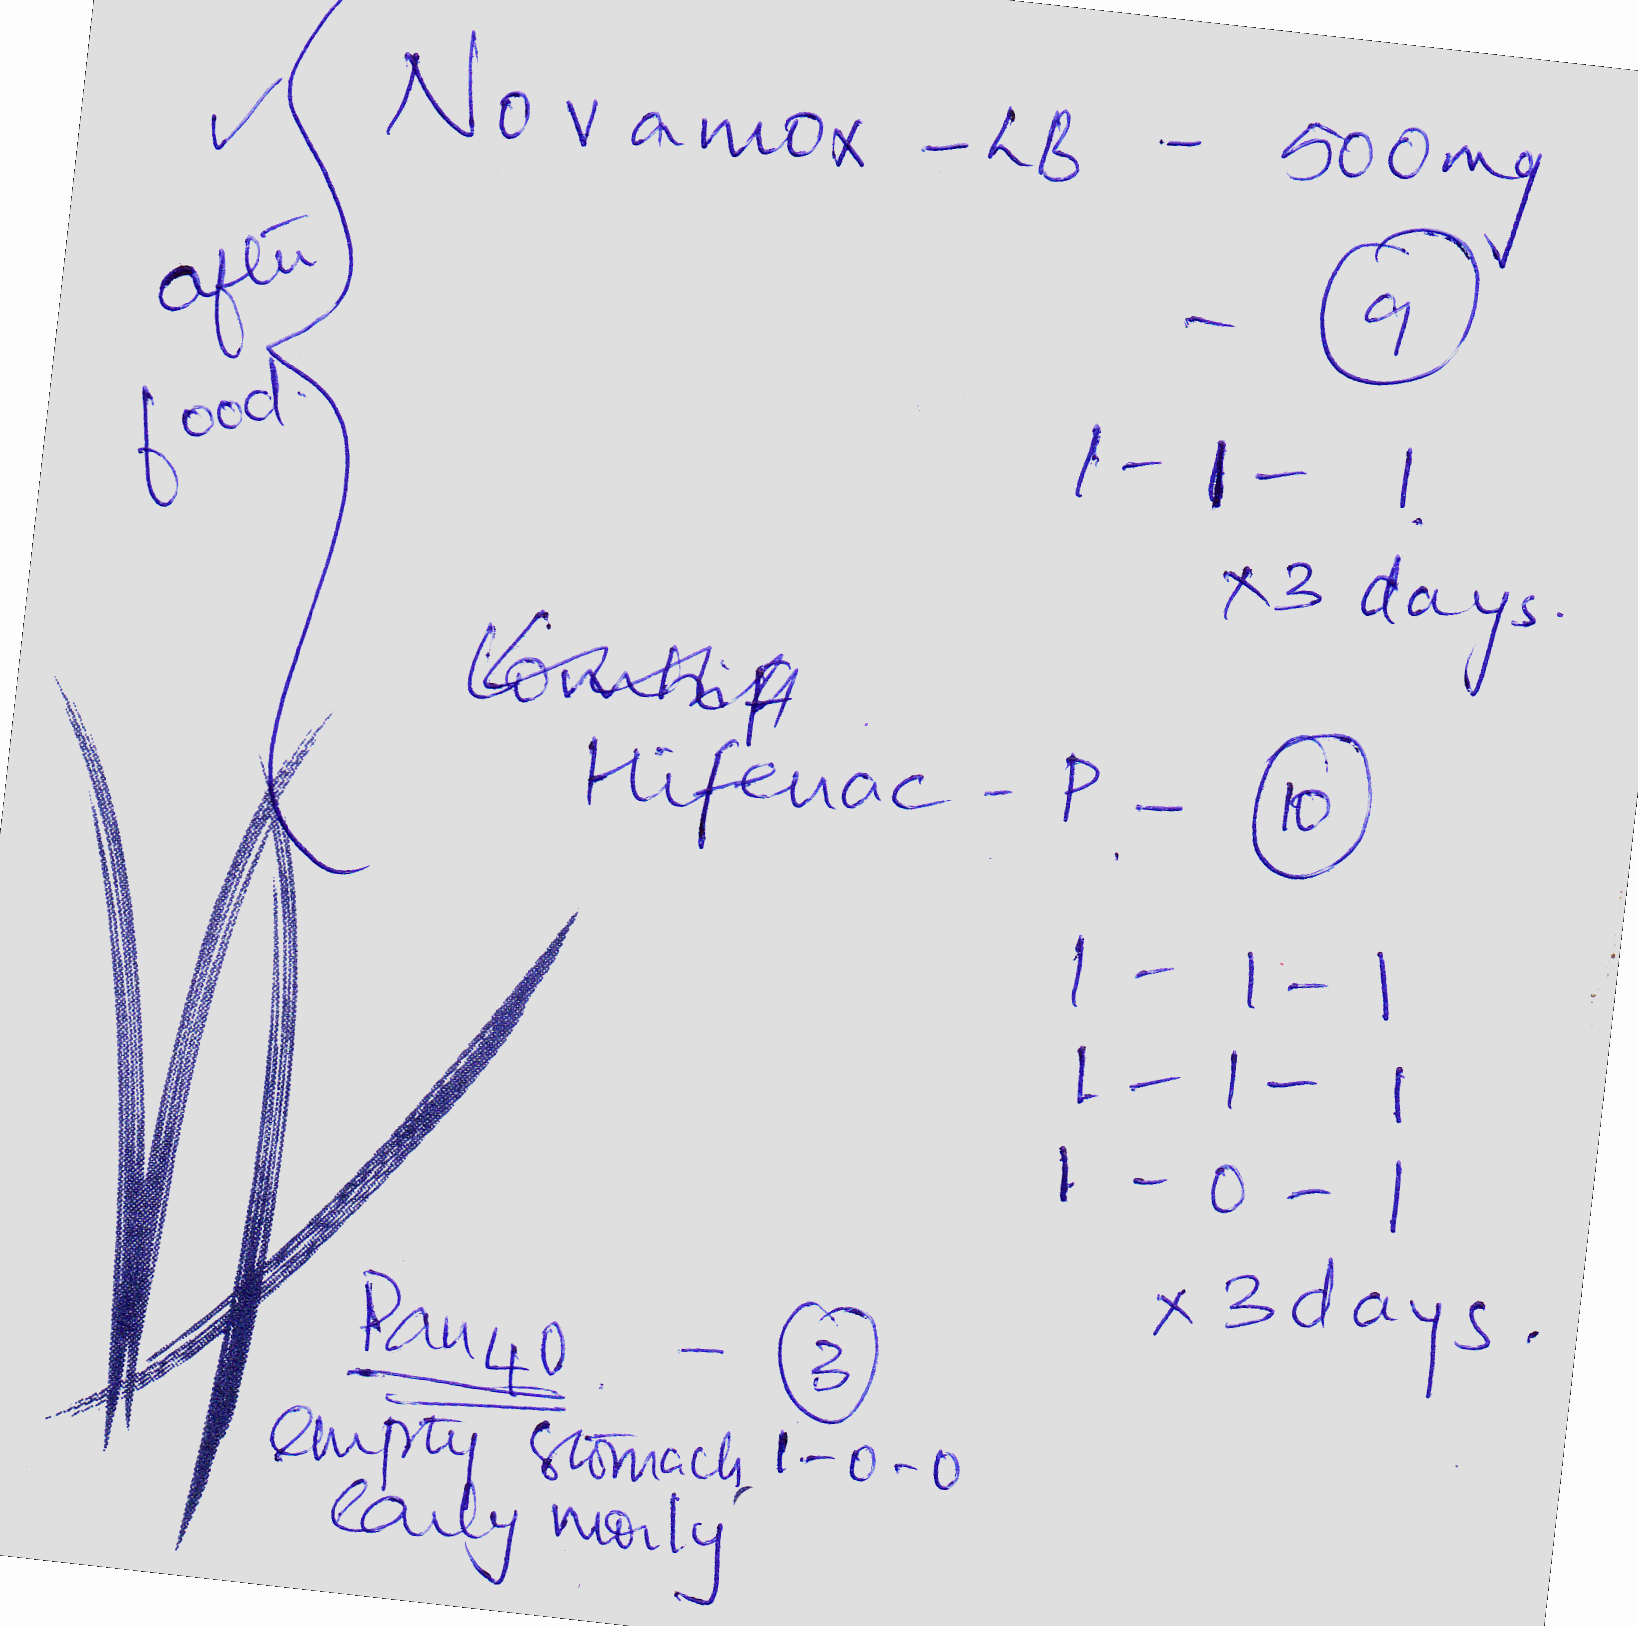 ✓ Novamox - LB - 500mg
- 9
after
food.
1 - 1 - 1
x3 days.
Hifenac - P - 10
1 - 1 - 1
1 - 1 - 1
1 - 0 - 1
x 3 days.
Pan 40 - 3
empty stomach, 1-0-0
early morly